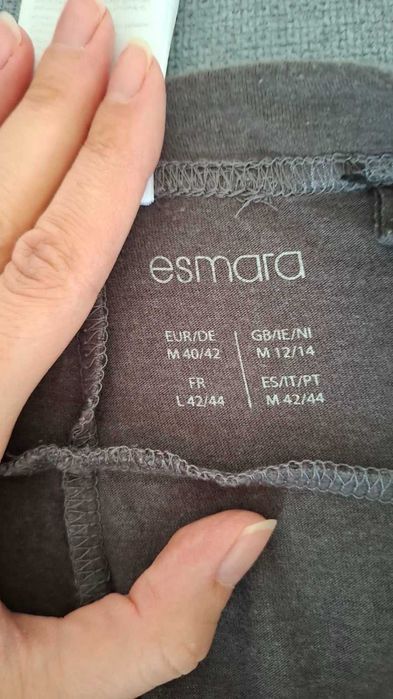 esmara
EUR/DE
M 40/42
GB/IE/NI
M 12/14
FR
L 42/44
ES/IT/PT
M 42/44